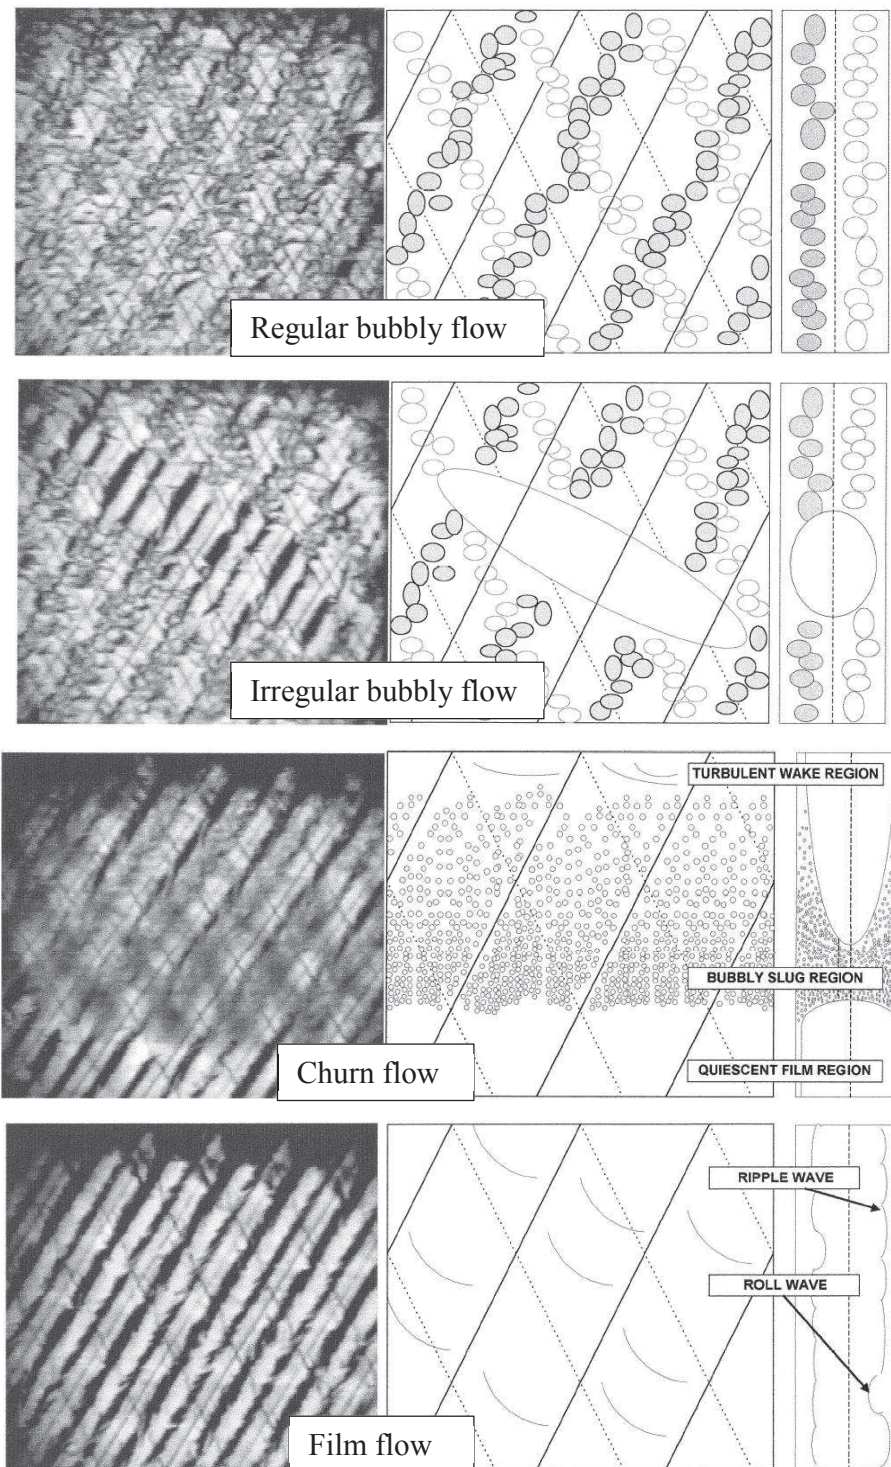 Regular bubbly flow
Irregular bubbly flow
TURBULENT WAKE REGION
BUBBLY SLUG REGION
QUIESCENT FILM REGION
Churn flow
RIPPLE WAVE
ROLL WAVE
Film flow